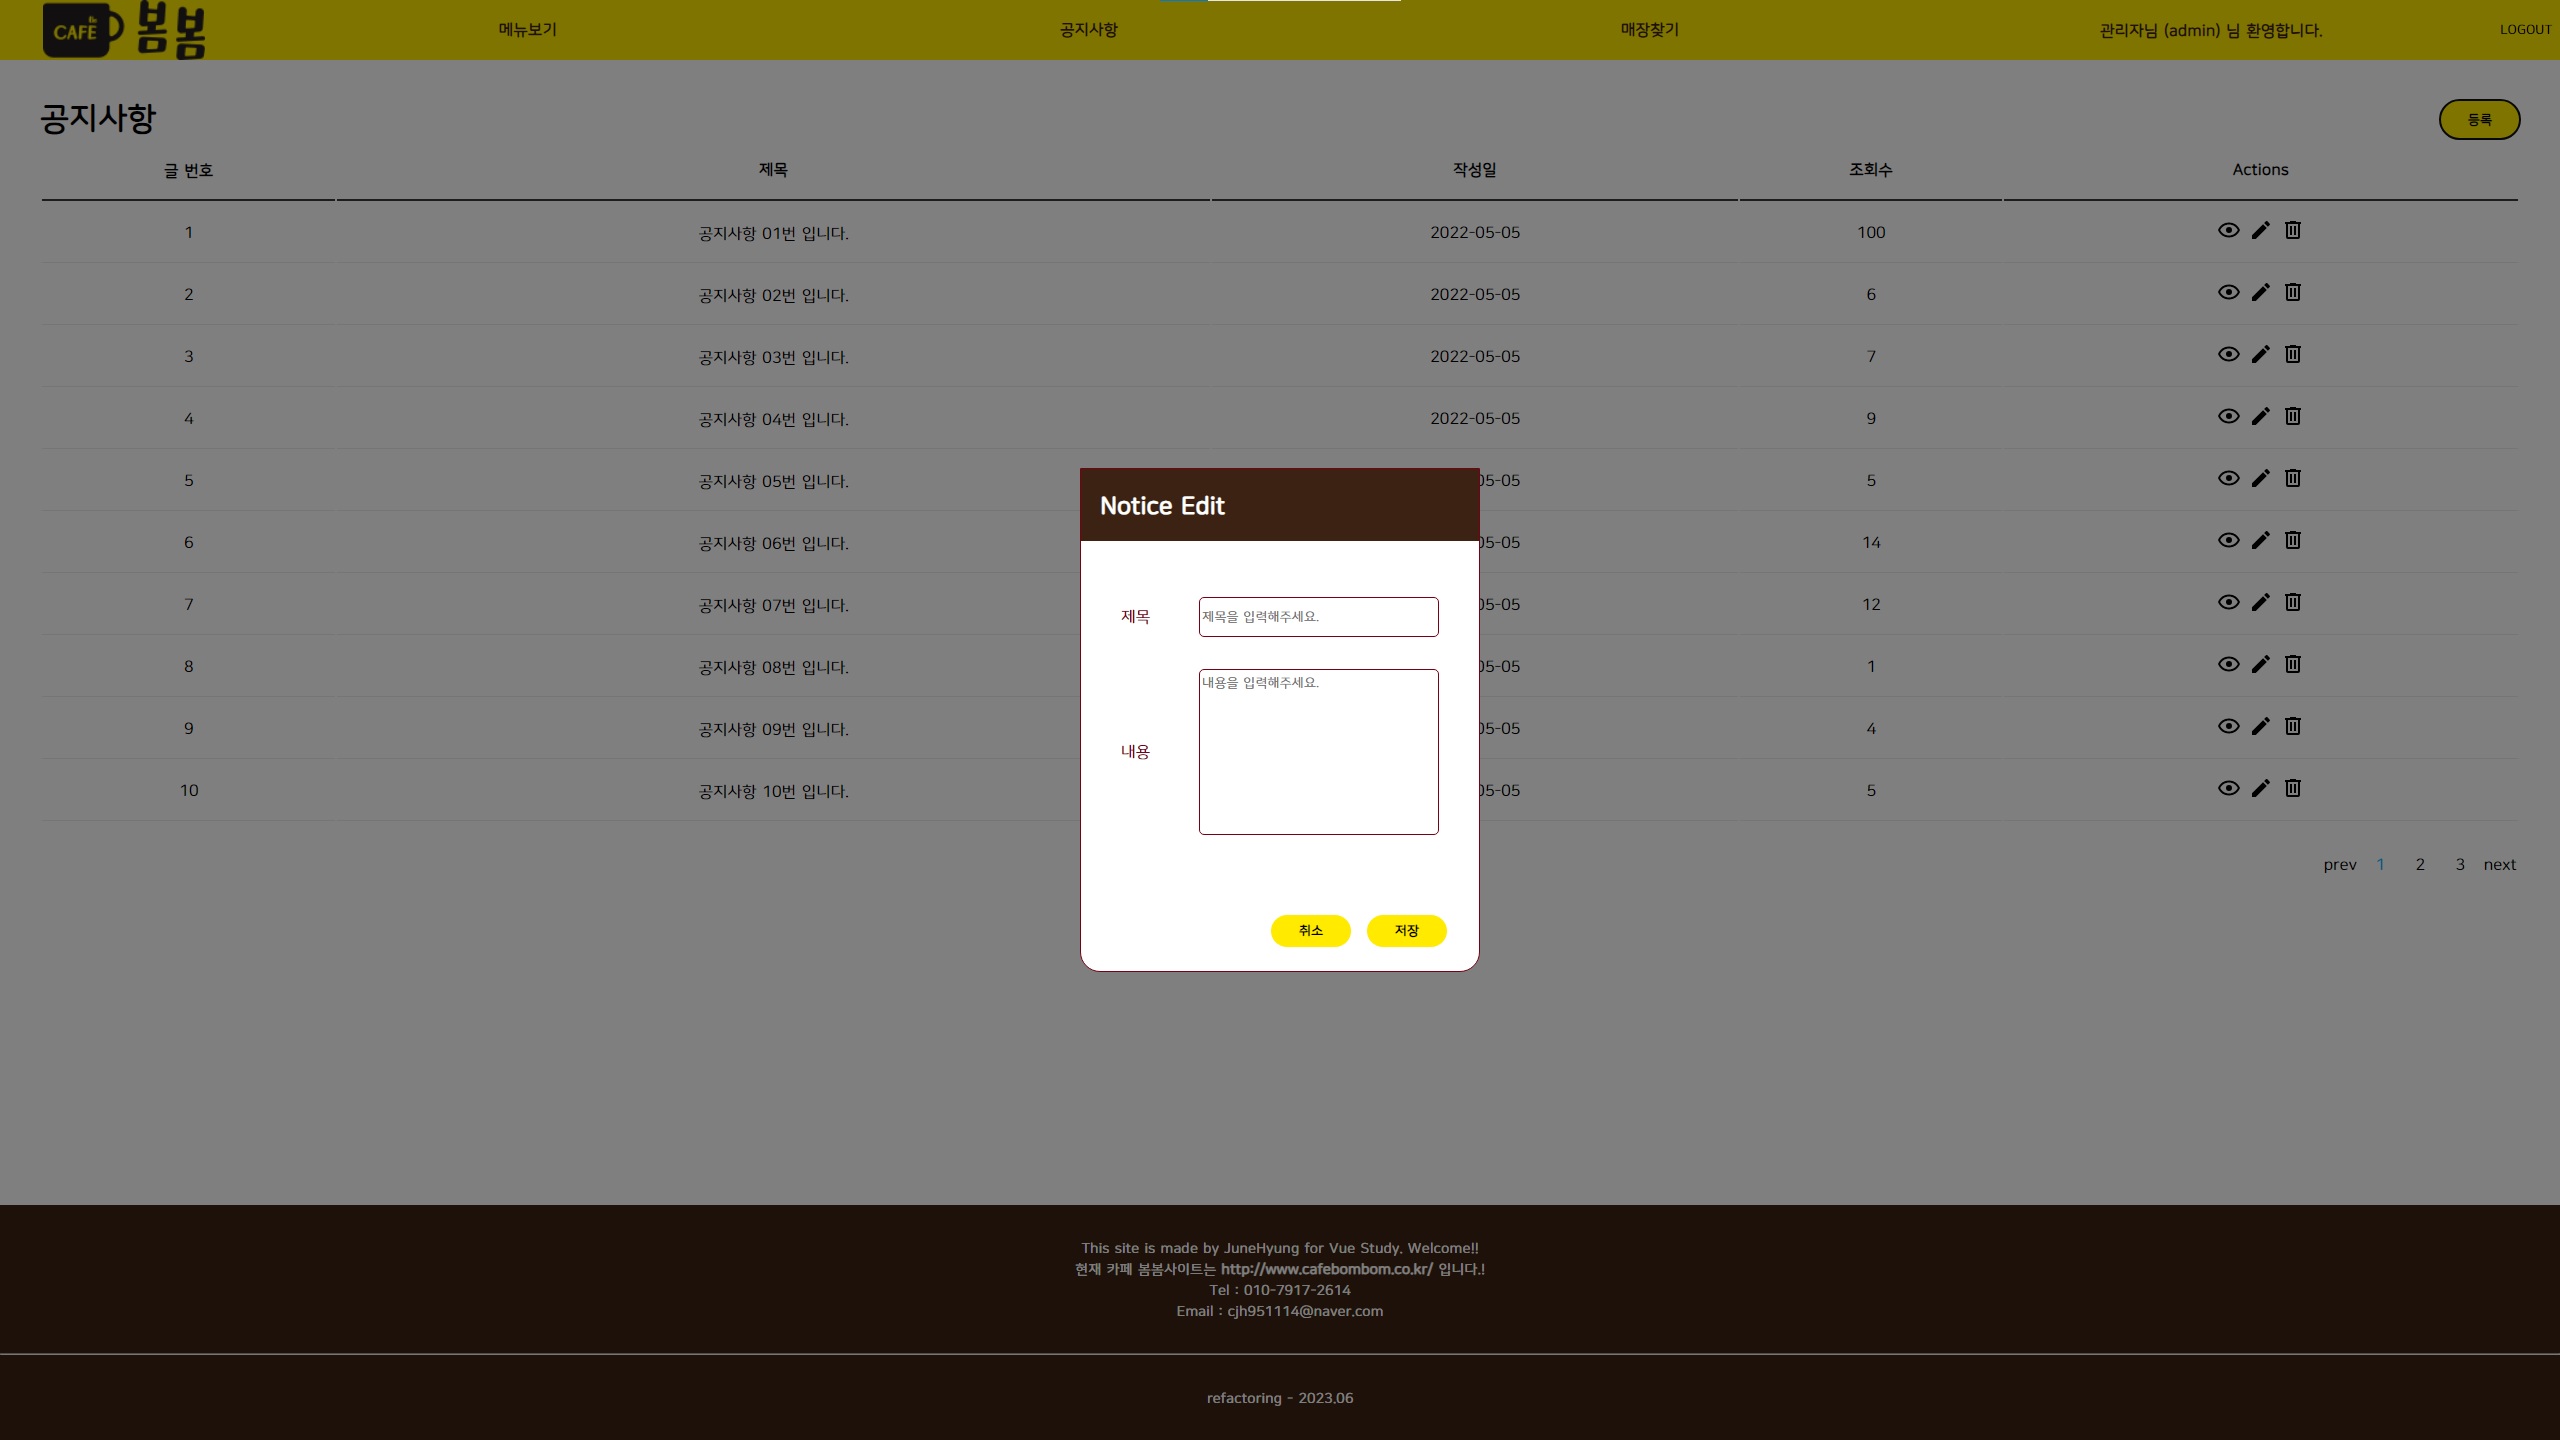 CAFE 봄봄 메뉴보기 공지사항 매장찾기 관리자님 (admin) 님 환영합니다. LOGOUT
공지사항 등록
글 번호 제목 작성일 조회수 Actions
1 공지사항 01번 입니다. 2022-05-05 100
2 공지사항 02번 입니다. 2022-05-05 6
3 공지사항 03번 입니다. 2022-05-05 7
4 공지사항 04번 입니다. 2022-05-05 9
5 공지사항 05번 입니다. 05-05 5
6 공지사항 06번 입니다. 05-05 14
7 공지사항 07번 입니다. 05-05 12
8 공지사항 08번 입니다. 05-05 1
9 공지사항 09번 입니다. 05-05 4
10 공지사항 10번 입니다. 05-05 5
prev 1 2 3 next
Notice Edit
제목 제목을 입력해주세요.
내용 내용을 입력해주세요.
취소 저장
This site is made by JuneHyung for Vue Study. Welcome!!
현재 카페 봄봄사이트는 http://www.cafebombom.co.kr/ 입니다.!
Tel : 010-7917-2614
Email : cjh951114@naver.com
refactoring - 2023.06